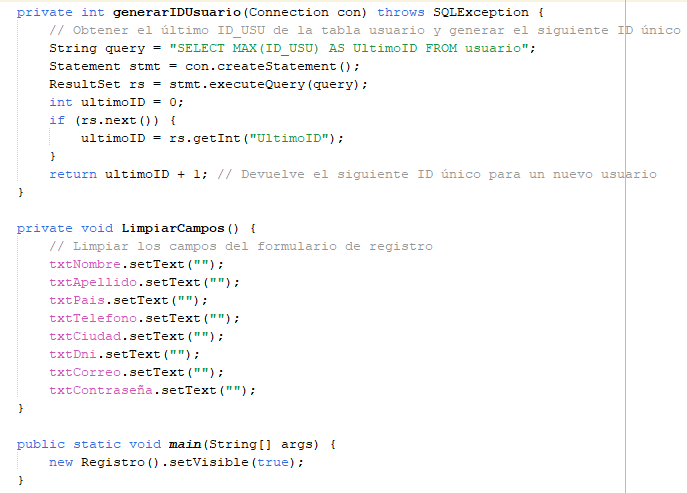 private int generarIDUsuario(Connection con) throws SQLException {
// Obtener el último ID_USU de la tabla usuario y generar el siguiente ID único
String query = "SELECT MAX(ID_USU) AS UltimoID FROM usuario";
Statement stmt = con.createStatement();
ResultSet rs = stmt.executeQuery(query);
int ultimoID = 0;
if (rs.next()) {
ultimoID = rs.getInt("UltimoID");
}
return ultimoID + 1; // Devuelve el siguiente ID único para un nuevo usuario
}
private void LimpiarCampos() {
// Limpiar los campos del formulario de registro
txtNombre.setText("");
txtApellido.setText("");
txtPais.setText("");
txtTelefono.setText("");
txtCiudad.setText("");
txtDni.setText("");
txtCorreo.setText("");
txtContraseña.setText("");
}
public static void main(String[] args) {
new Registro().setVisible(true);
}